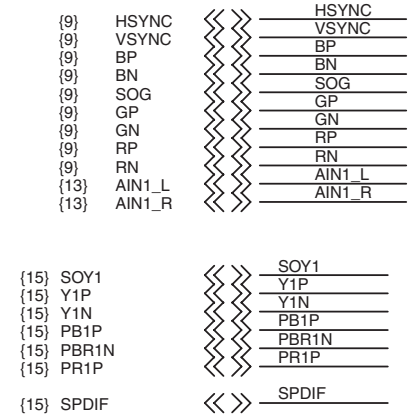 {9} HSYNC HSYNC
{9} VSYNC VSYNC
{9} BP BP
{9} BN BN
{9} SOG SOG
{9} GP GP
{9} GN GN
{9} RP RP
{9} RN RN
{13} AIN1_L AIN1_L
{13} AIN1_R AIN1_R
{15} SOY1 SOY1
{15} Y1P Y1P
{15} Y1N Y1N
{15} PB1P PB1P
{15} PBR1N PBR1N
{15} PR1P PR1P
{15} SPDIF SPDIF